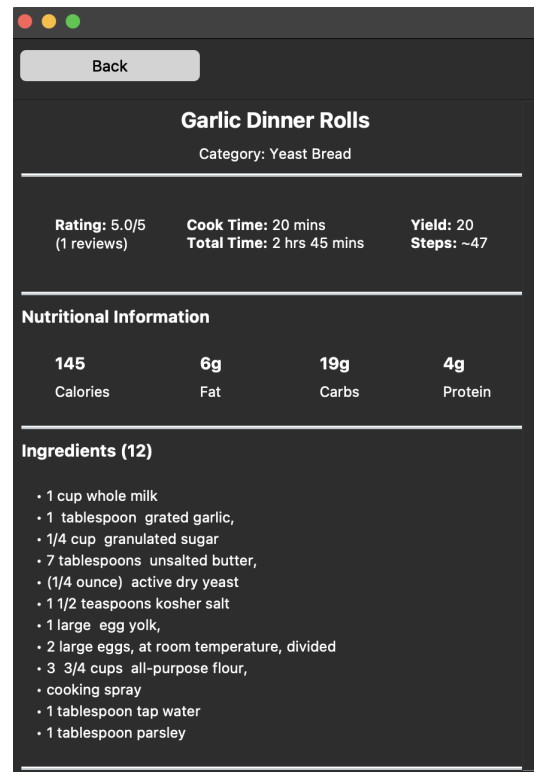 Back
Garlic Dinner Rolls
Category: Yeast Bread
Rating: 5.0/5
(1 reviews)
Cook Time: 20 mins
Total Time: 2 hrs 45 mins
Yield: 20
Steps: ~47
Nutritional Information
145
Calories
6g
Fat
19g
Carbs
4g
Protein
Ingredients (12)
• 1 cup whole milk
• 1  tablespoon  grated garlic,
• 1/4 cup  granulated sugar
• 7 tablespoons  unsalted butter,
• (1/4 ounce)  active dry yeast
• 1 1/2 teaspoons kosher salt
• 1 large  egg yolk,
• 2 large eggs, at room temperature, divided
• 3  3/4 cups  all-purpose flour,
• cooking spray
• 1 tablespoon tap water
• 1 tablespoon parsley